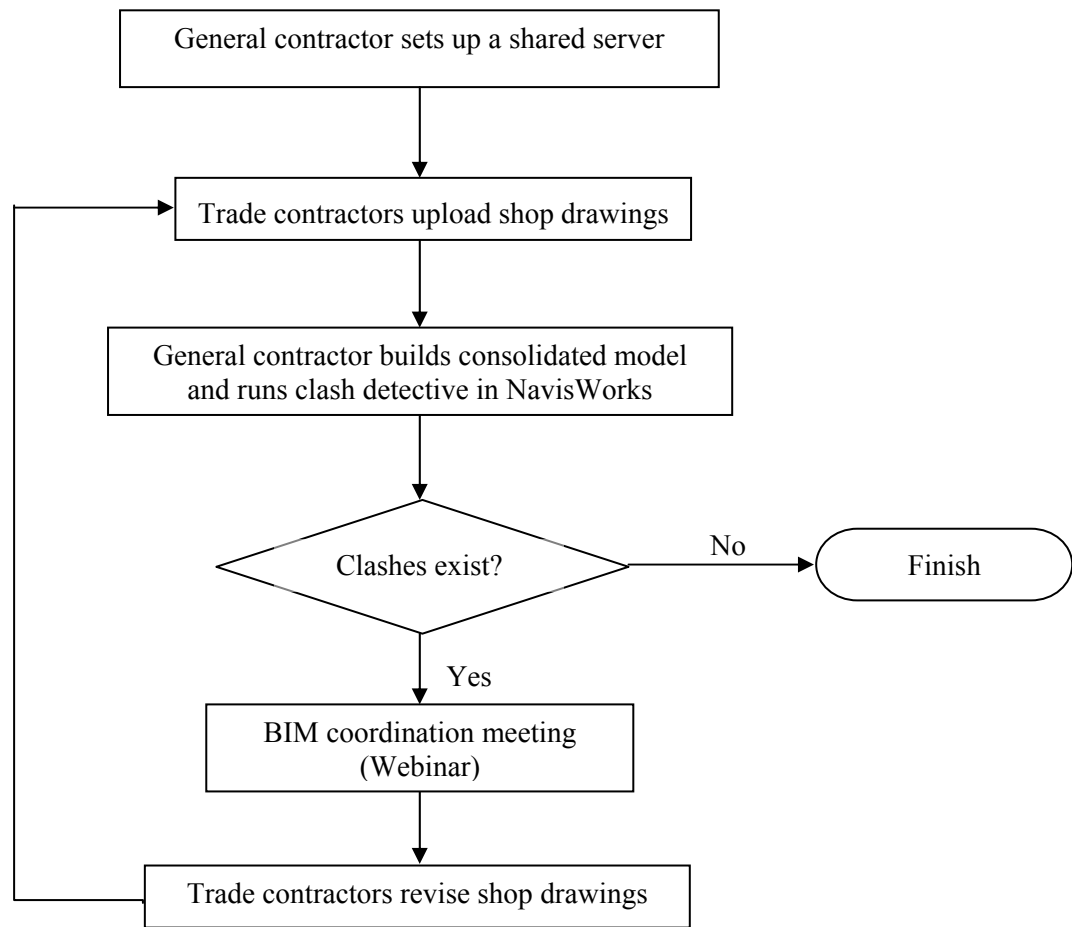 General contractor sets up a shared server
Trade contractors upload shop drawings
General contractor builds consolidated model
and runs clash detective in NavisWorks
Clashes exist?
No
Finish
Yes
BIM coordination meeting
(Webinar)
Trade contractors revise shop drawings